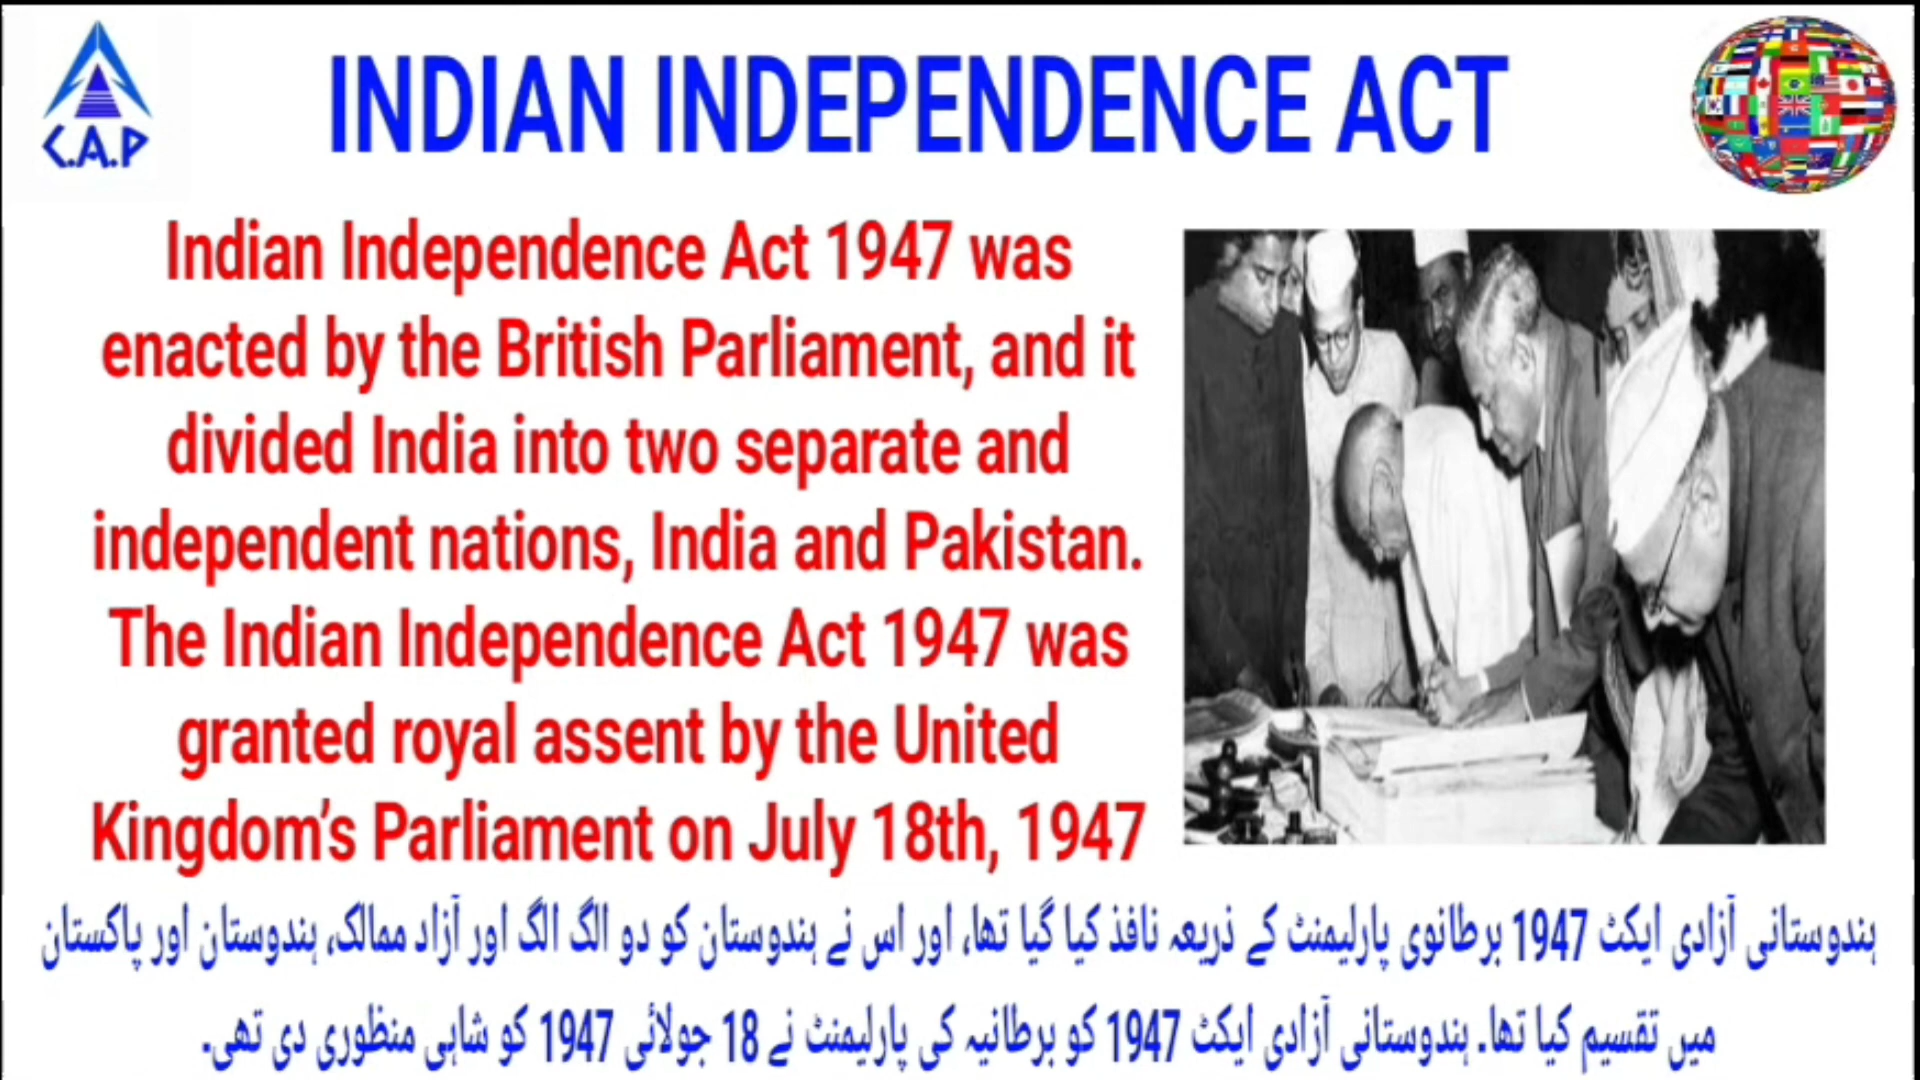 C.A.P
INDIAN INDEPENDENCE ACT
Indian Independence Act 1947 was
enacted by the British Parliament, and it
divided India into two separate and
independent nations, India and Pakistan.
The Indian Independence Act 1947 was
granted royal assent by the United
Kingdom’s Parliament on July 18th, 1947
ہندوستانی آزادی ایکٹ 1947 برطانوی پارلیمنٹ کے ذریعہ نافذ کیا گیا تھا، اور اس نے ہندوستان کو دو الگ الگ اور آزاد ممالک، ہندوستان اور پاکستان
میں تقسیم کیا تھا۔ ہندوستانی آزادی ایکٹ 1947 کو برطانیہ کی پارلیمنٹ نے 18 جولائی 1947 کو شاہی منظوری دی تھی۔